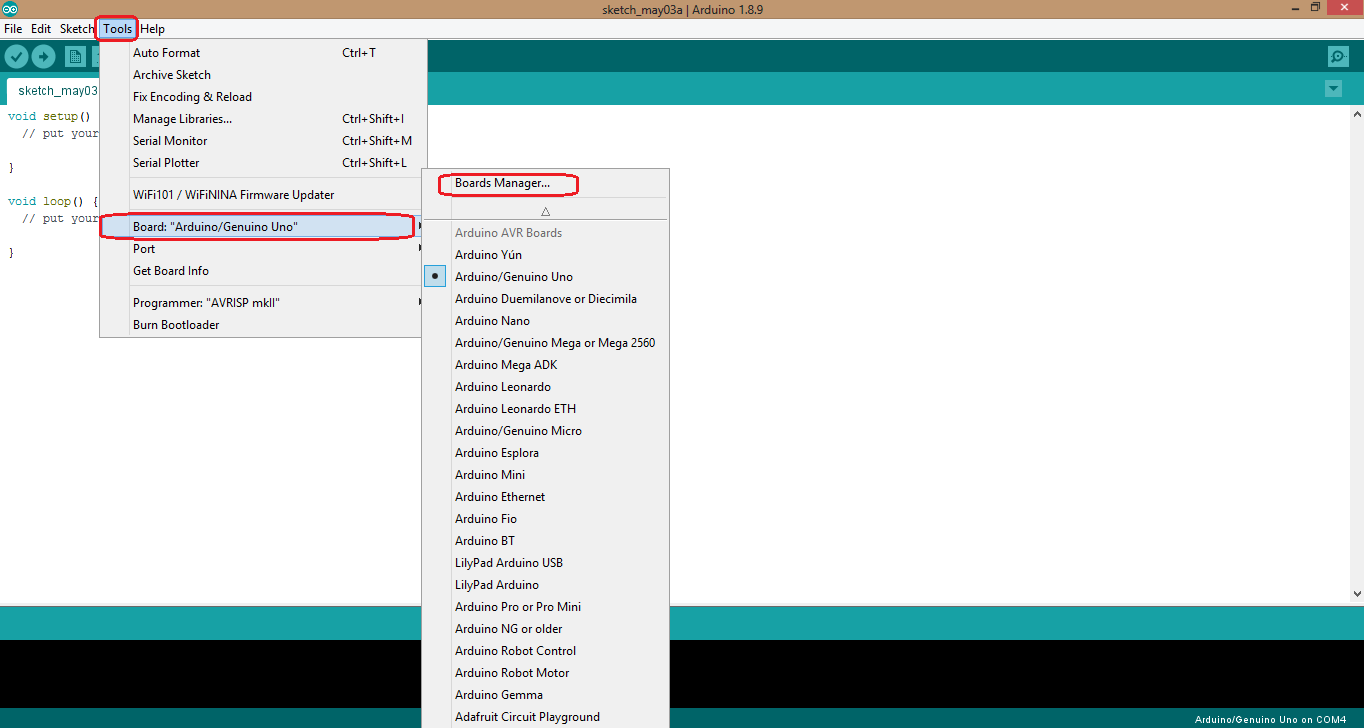 sketch_may03a | Arduino 1.8.9
File Edit Sketch Tools Help
sketch_may03
void setup()
// put your
}
void loop() {
// put your
}
Auto Format Ctrl+T
Archive Sketch
Fix Encoding & Reload
Manage Libraries... Ctrl+Shift+I
Serial Monitor Ctrl+Shift+M
Serial Plotter Ctrl+Shift+L
WiFi101 / WiFiNINA Firmware Updater
Board: "Arduino/Genuino Uno"
Port
Get Board Info
Programmer: "AVRISP mkII"
Burn Bootloader
Boards Manager...
Arduino AVR Boards
Arduino Yún
Arduino/Genuino Uno
Arduino Duemilanove or Diecimila
Arduino Nano
Arduino/Genuino Mega or Mega 2560
Arduino Mega ADK
Arduino Leonardo
Arduino Leonardo ETH
Arduino/Genuino Micro
Arduino Esplora
Arduino Mini
Arduino Ethernet
Arduino Fio
Arduino BT
LilyPad Arduino USB
LilyPad Arduino
Arduino Pro or Pro Mini
Arduino NG or older
Arduino Robot Control
Arduino Robot Motor
Arduino Gemma
Adafruit Circuit Playground
Arduino/Genuino Uno on COM4